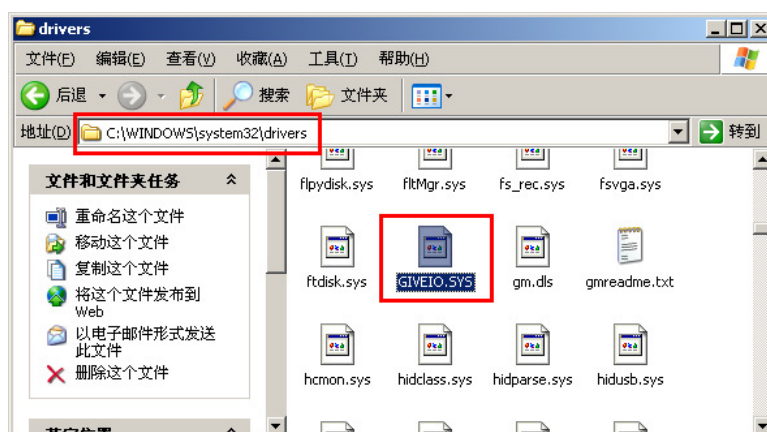 drivers
文件(F) 编辑(E) 查看(V) 收藏(A) 工具(T) 帮助(H)
后退 搜索 文件夹
地址(D) C:\WINDOWS\system32\drivers 转到
文件和文件夹任务
重命名这个文件
移动这个文件
复制这个文件
将这个文件发布到
Web
以电子邮件形式发送
此文件
删除这个文件
其它位置
flpydisk.sys fltMgr.sys fs_rec.sys fsvga.sys
ftdisk.sys GIVEIO.SYS gm.dls gmreadme.txt
hcmon.sys hidclass.sys hidparse.sys hidusb.sys